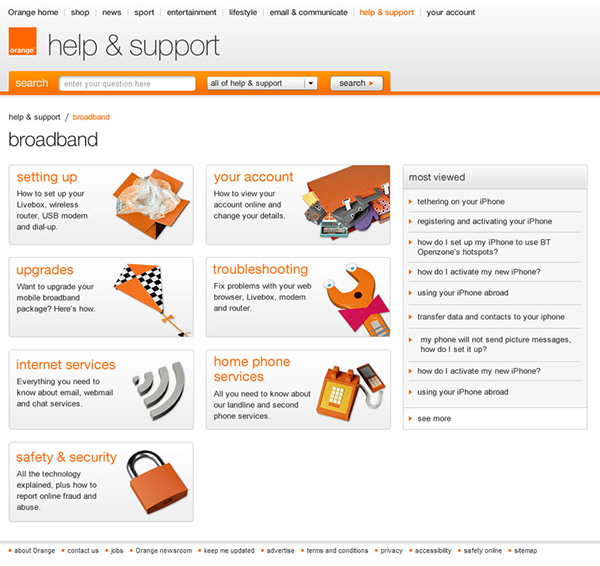 Orange home shop news sport entertainment lifestyle email & communicate help & support your account
orange
help & support
search enter your question here all of help & support search
help & support / broadband
broadband
setting up
How to set up your
Livebox, wireless
router, USB modem
and dial-up.
your account
How to view your
account online and
change your details.
upgrades
Want to upgrade your
mobile broadband
package? Here's how.
troubleshooting
Fix problems with your web
browser, Livebox, modem
and router.
internet services
Everything you need to
know about email, webmail
and chat services.
home phone
services
All you need to know about
our landline and second
phone services.
safety & security
All the technology
explained, plus how to
report online fraud and
abuse.
most viewed
tethering on your iPhone
registering and activating your iPhone
how do I set up my iPhone to use BT
Openzone's hotspots?
how do I activate my new iPhone?
using your iPhone abroad
transfer data and contacts to your iphone
my phone will not send picture messages,
how do I set it up?
how do I activate my new iPhone?
using your iPhone abroad
see more
about Orange contact us jobs Orange newsroom keep me updated advertise terms and conditions privacy accessibility safety online sitemap